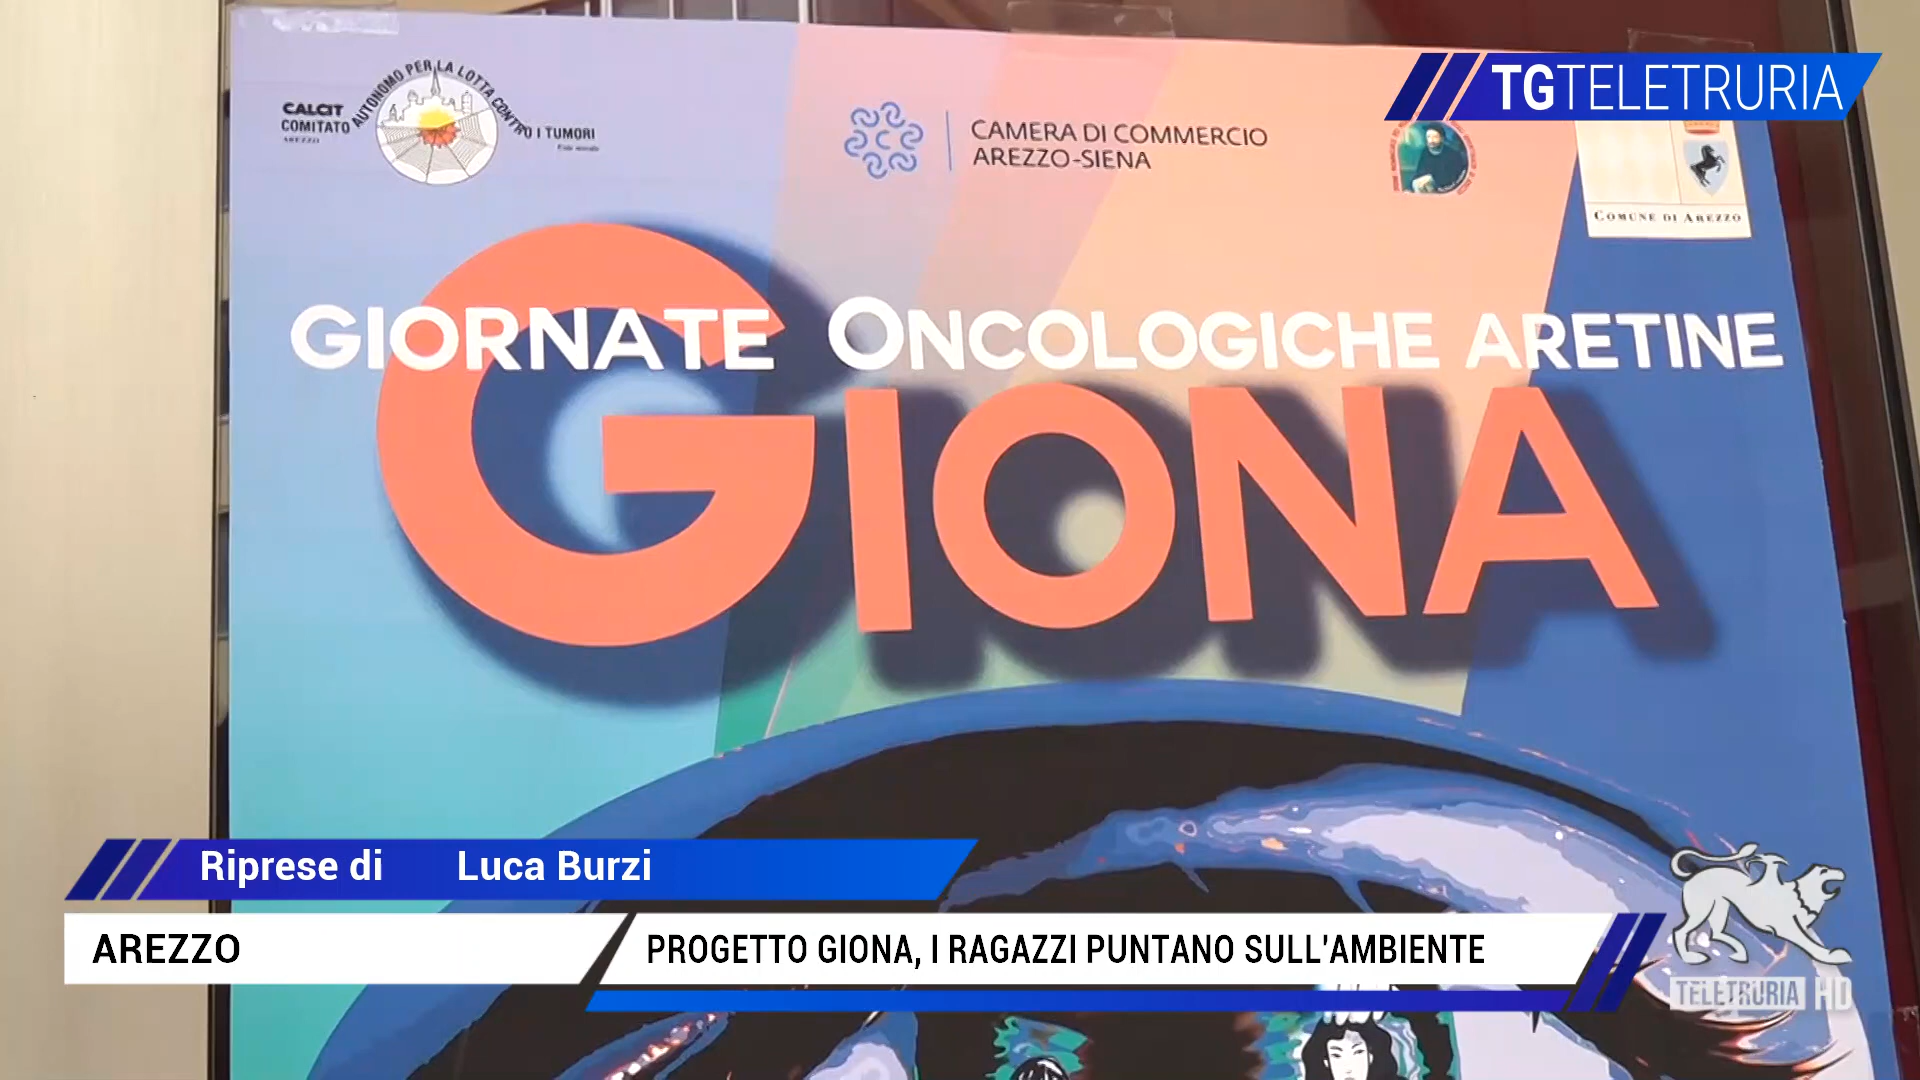 TGTELETRURIA
CALCIT
COMITATO AUTONOMO PER LA LOTTA CONTRO I TUMORI
AREZZO
CAMERA DI COMMERCIO
AREZZO-SIENA
COMUNE DI AREZZO
GIORNATE ONCOLOGICHE ARETINE
GIONA
Riprese di Luca Burzi
AREZZO
PROGETTO GIONA, I RAGAZZI PUNTANO SULL'AMBIENTE
TELETRURIA HD